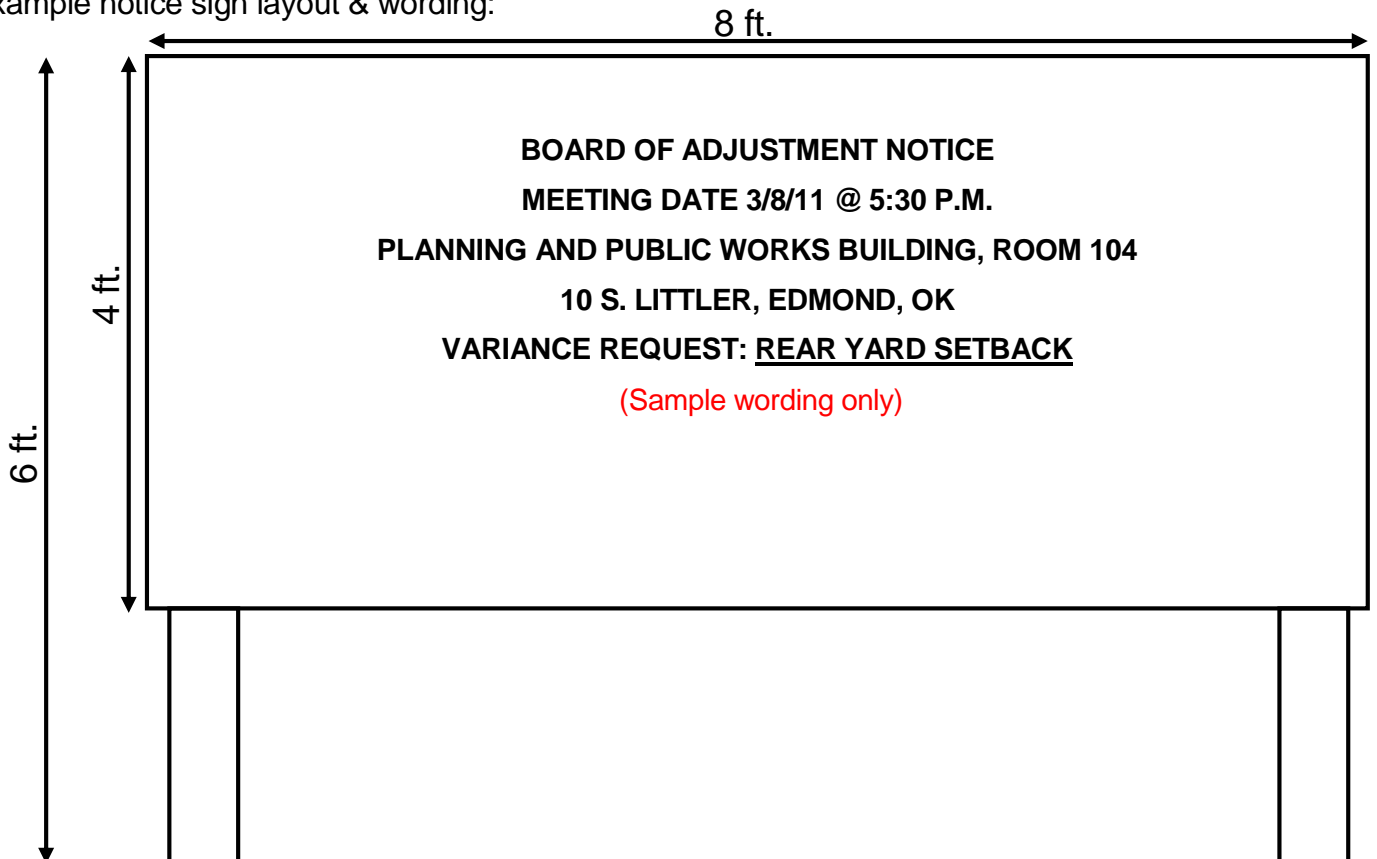 xample notice sign layout & wording:
8 ft.
BOARD OF ADJUSTMENT NOTICE
MEETING DATE 3/8/11 @ 5:30 P.M.
PLANNING AND PUBLIC WORKS BUILDING, ROOM 104
10 S. LITTLER, EDMOND, OK
VARIANCE REQUEST: REAR YARD SETBACK
(Sample wording only)
4 ft.
6 ft.